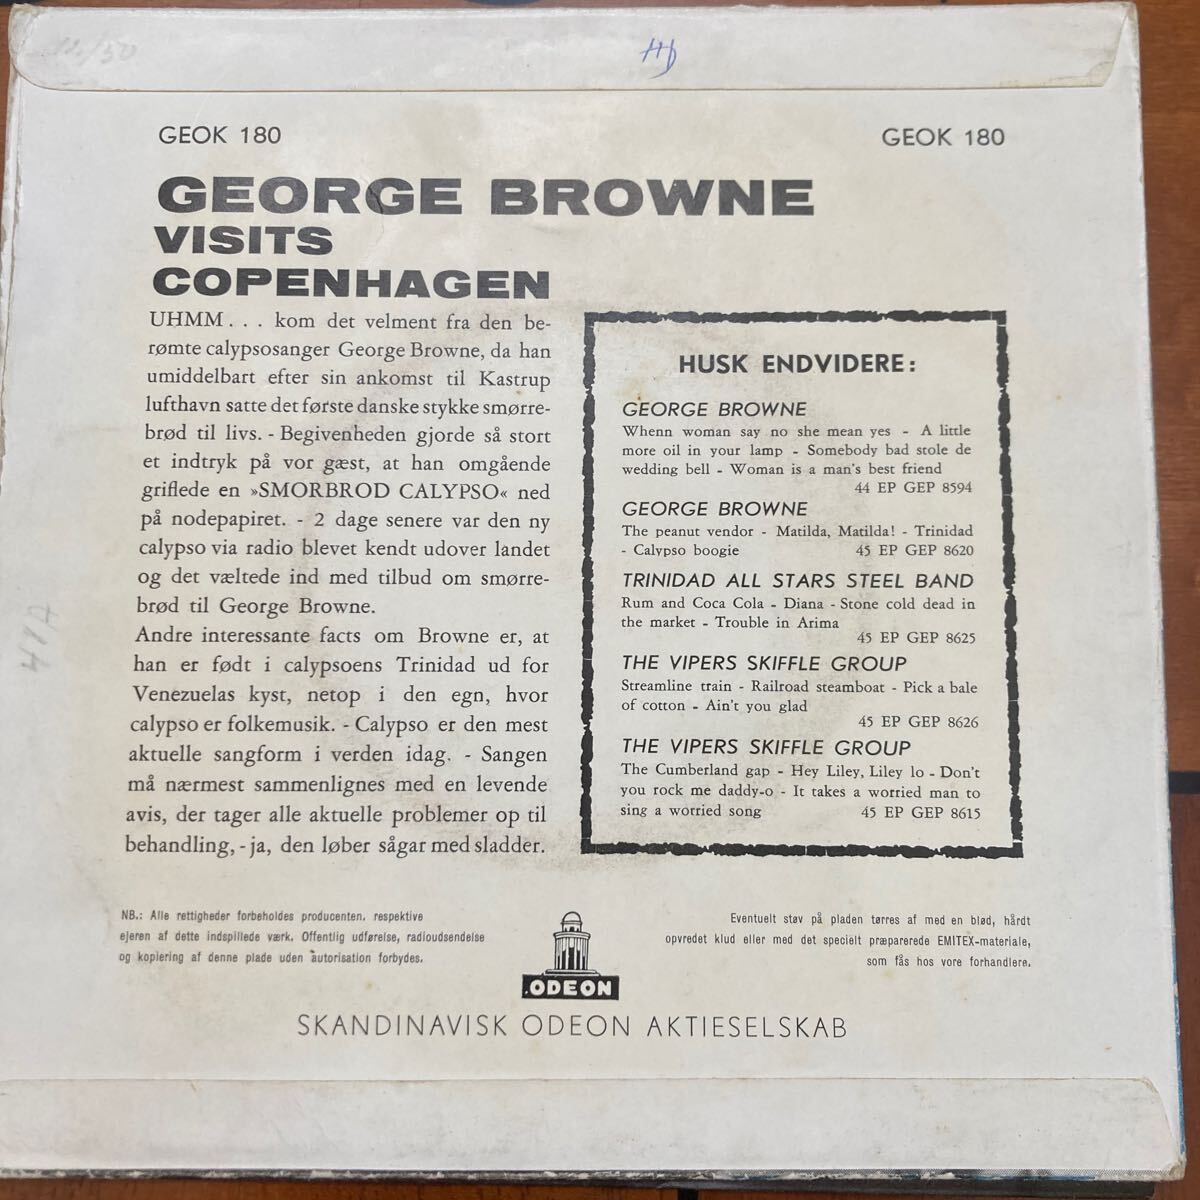 12./50
GEOK 180
GEOK 180
GEORGE BROWNE
VISITS
COPENHAGEN
UHMM . . . kom det velment fra den be-
rømte calypsosanger George Browne, da han
umiddelbart efter sin ankomst til Kastrup
lufthavn satte det første danske stykke smørre-
brød til livs. - Begivenheden gjorde så stort
et indtryk på vor gæst, at han omgående
griflede en »SMORBROD CALYPSO« ned
på nodepapiret. - 2 dage senere var den ny
calypso via radio blevet kendt udover landet
og det væltede ind med tilbud om smørre-
brød til George Browne.
Andre interessante facts om Browne er, at
han er født i calypsoens Trinidad ud for
Venezuelas kyst, netop i den egn, hvor
calypso er folkemusik. - Calypso er den mest
aktuelle sangform i verden idag. - Sangen
må nærmest sammenlignes med en levende
avis, der tager alle aktuelle problemer op til
behandling, - ja, den løber sågar med sladder.
HUSK ENDVIDERE:
GEORGE BROWNE
Whenn woman say no she mean yes - A little
more oil in your lamp - Somebody bad stole de
wedding bell - Woman is a man's best friend
44 EP GEP 8594
GEORGE BROWNE
The peanut vendor - Matilda, Matilda! - Trinidad
- Calypso boogie 45 EP GEP 8620
TRINIDAD ALL STARS STEEL BAND
Rum and Coca Cola - Diana - Stone cold dead in
the market - Trouble in Arima
45 EP GEP 8625
THE VIPERS SKIFFLE GROUP
Streamline train - Railroad steamboat - Pick a bale
of cotton - Ain't you glad
45 EP GEP 8626
THE VIPERS SKIFFLE GROUP
The Cumberland gap - Hey Liley, Liley lo - Don't
you rock me daddy-o - It takes a worried man to
sing a worried song 45 EP GEP 8615
41A
NB.: Alle rettigheder forbeholdes producenten, respektive
ejeren af dette indspillede værk. Offentlig udførelse, radioudsendelse
og kopiering af denne plade uden autorisation forbydes.
ODEON
Eventuelt støv på pladen tørres af med en blød, hårdt
opvredet klud eller med det specielt præparerede EMITEX-materiale,
som fås hos vore forhandlere.
SKANDINAVISK ODEON AKTIESELSKAB